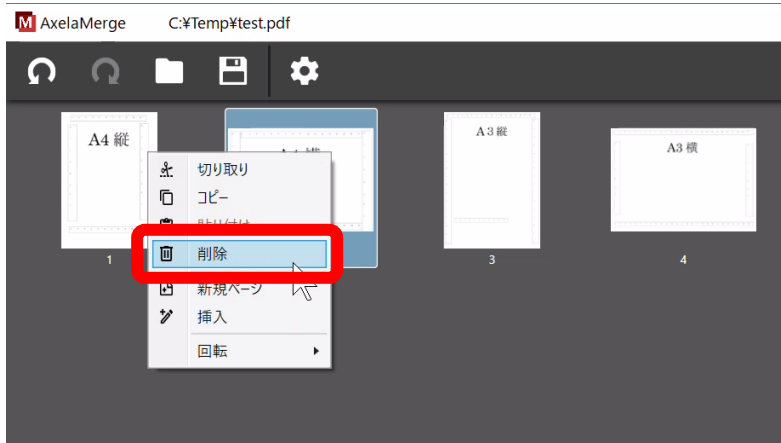 M AxelaMerge C:¥Temp¥test.pdf
A4 縦
A3 縦
A3 横
切り取り
コピー
削除
新規ページ
挿入
回転
1
3
4